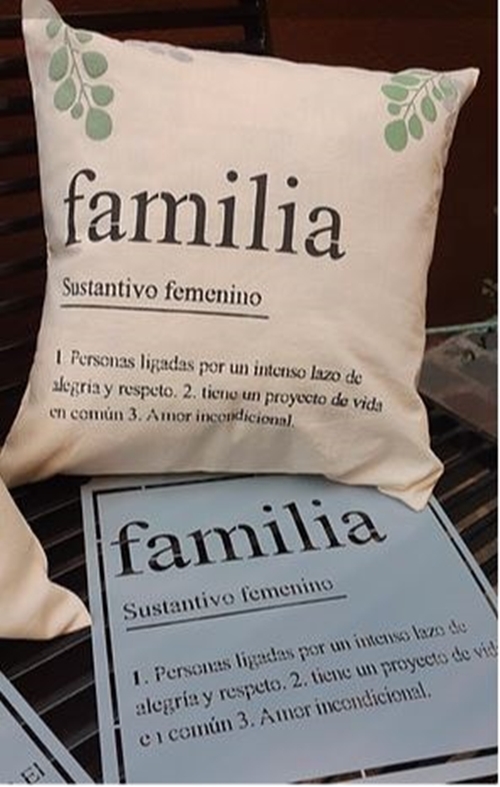 familia
Sustantivo femenino
1. Personas ligadas por un intenso lazo de
alegría y respeto. 2. tiene un proyecto de vida
en común 3. Amor incondicional.
familia
Sustantivo femenino
1. Personas ligadas por un intenso lazo de
alegría y respeto. 2. tiene un proyecto de vid
en común 3. Amor incondicional.
El